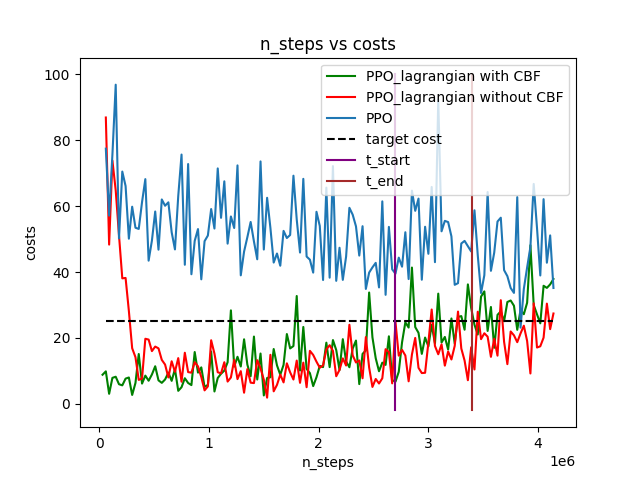 n_steps vs costs
100
80
60
40
20
0
costs
PPO_lagrangian with CBF
PPO_lagrangian without CBF
PPO
target cost
t_start
t_end
0 1 2 3 4
1e6
n_steps